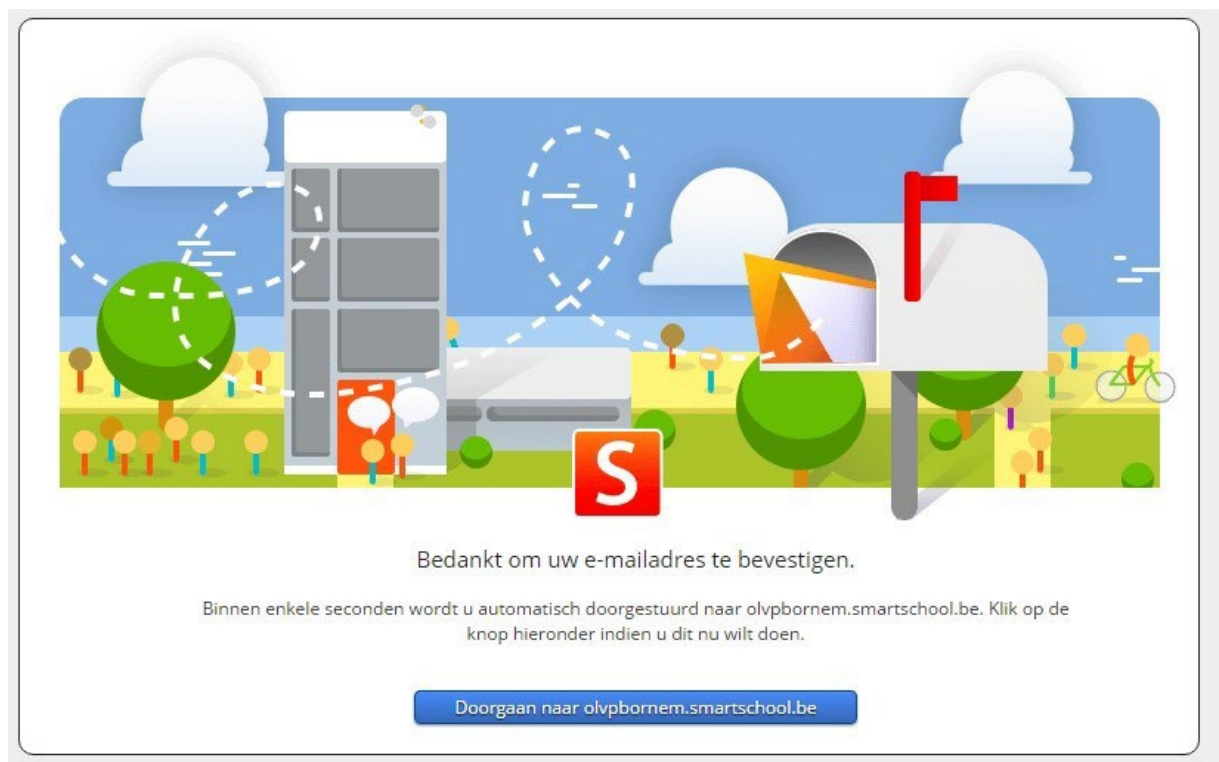 S
Bedankt om uw e-mailadres te bevestigen.
Binnen enkele seconden wordt u automatisch doorgestuurd naar olvpbornem.smartschool.be. Klik op de
knop hieronder indien u dit nu wilt doen.
Doorgaan naar olvpbornem.smartschool.be